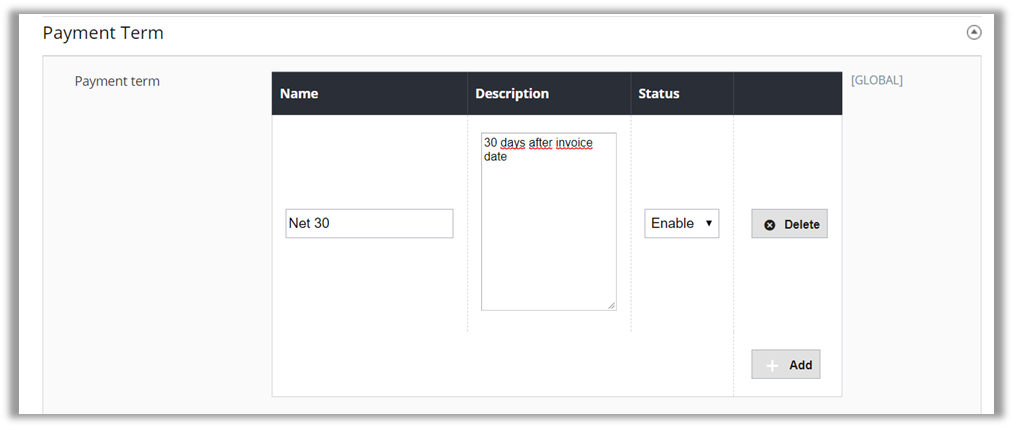 Payment Term
Payment term
Name Description Status
[GLOBAL]
30 days after invoice
date
Net 30
Enable
Delete
Add